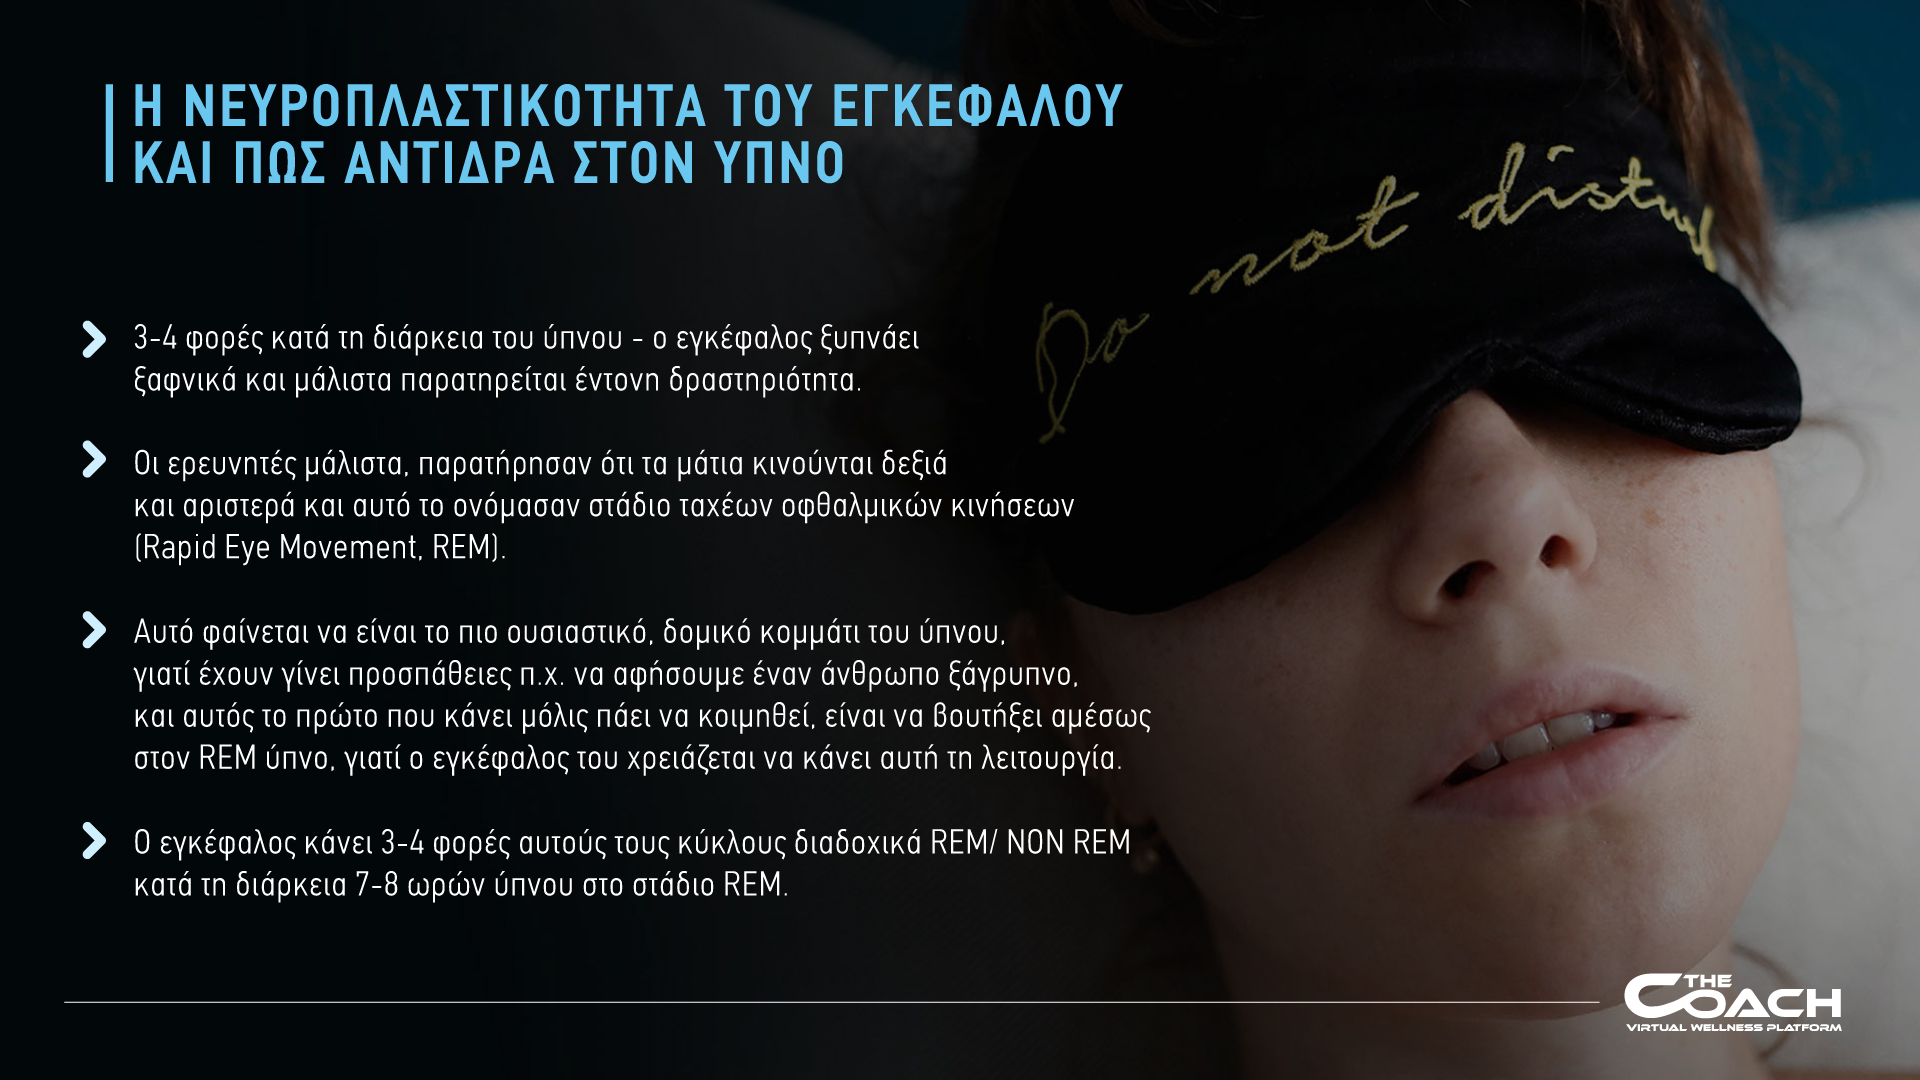 Η ΝΕΥΡΟΠΛΑΣΤΙΚΟΤΗΤΑ ΤΟΥ ΕΓΚΕΦΑΛΟΥ
ΚΑΙ ΠΩΣ ΑΝΤΙΔΡΑ ΣΤΟΝ ΥΠΝΟ
Do not disturb
3-4 φορές κατά τη διάρκεια του ύπνου - ο εγκέφαλος ξυπνάει
ξαφνικά και μάλιστα παρατηρείται έντονη δραστηριότητα.
Οι ερευνητές μάλιστα, παρατήρησαν ότι τα μάτια κινούνται δεξιά
και αριστερά και αυτό το ονόμασαν στάδιο ταχέων οφθαλμικών κινήσεων
(Rapid Eye Movement, REM).
Αυτό φαίνεται να είναι το πιο ουσιαστικό, δομικό κομμάτι του ύπνου,
γιατί έχουν γίνει προσπάθειες π.χ. να αφήσουμε έναν άνθρωπο ξάγρυπνο,
και αυτός το πρώτο που κάνει μόλις πάει να κοιμηθεί, είναι να βουτήξει αμέσως
στον REM ύπνο, γιατί ο εγκέφαλος του χρειάζεται να κάνει αυτή τη λειτουργία.
Ο εγκέφαλος κάνει 3-4 φορές αυτούς τους κύκλους διαδοχικά REM/ NON REM
κατά τη διάρκεια 7-8 ωρών ύπνου στο στάδιο REM.
THE
COACH
VIRTUAL WELLNESS PLATFORM